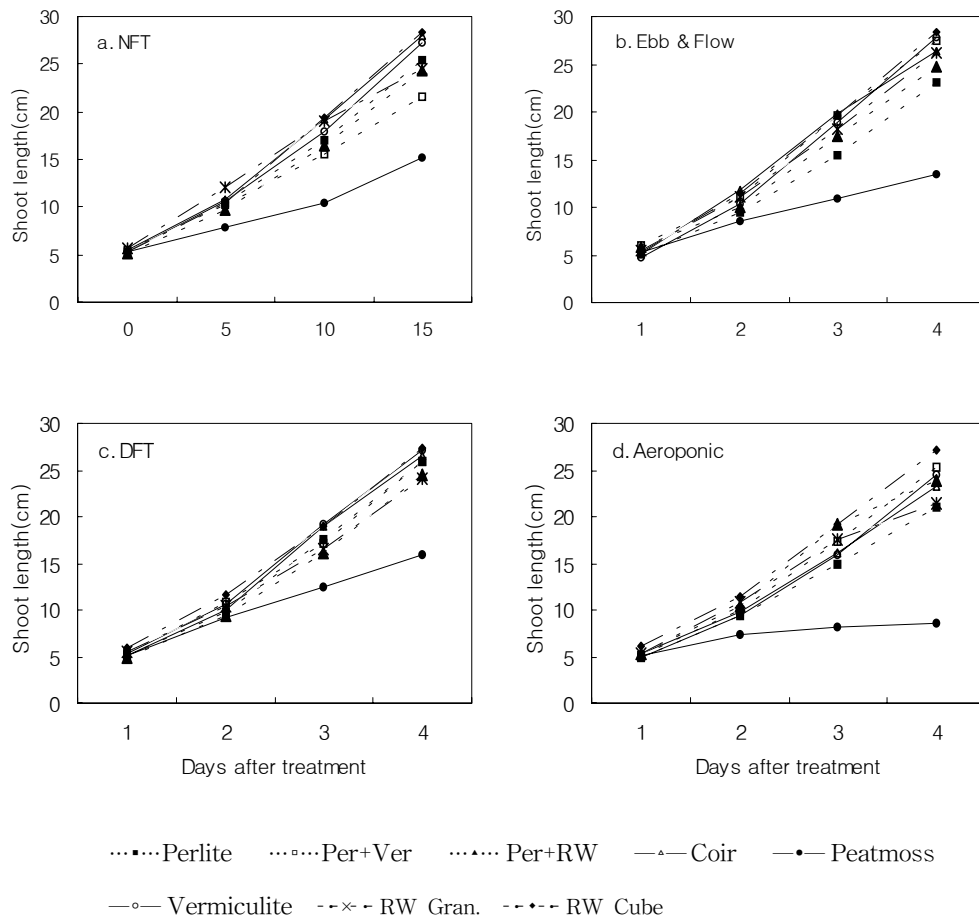 a. NFT
Shoot length(cm)
30
25
20
15
10
5
0
0 5 10 15
b. Ebb & Flow
Shoot length(cm)
30
25
20
15
10
5
0
1 2 3 4
c. DFT
Shoot length(cm)
30
25
20
15
10
5
0
1 2 3 4
Days after treatment
d. Aeroponic
Shoot length(cm)
30
25
20
15
10
5
0
1 2 3 4
Days after treatment
Perlite Per+Ver Per+RW Coir Peatmoss
Vermiculite RW Gran. RW Cube